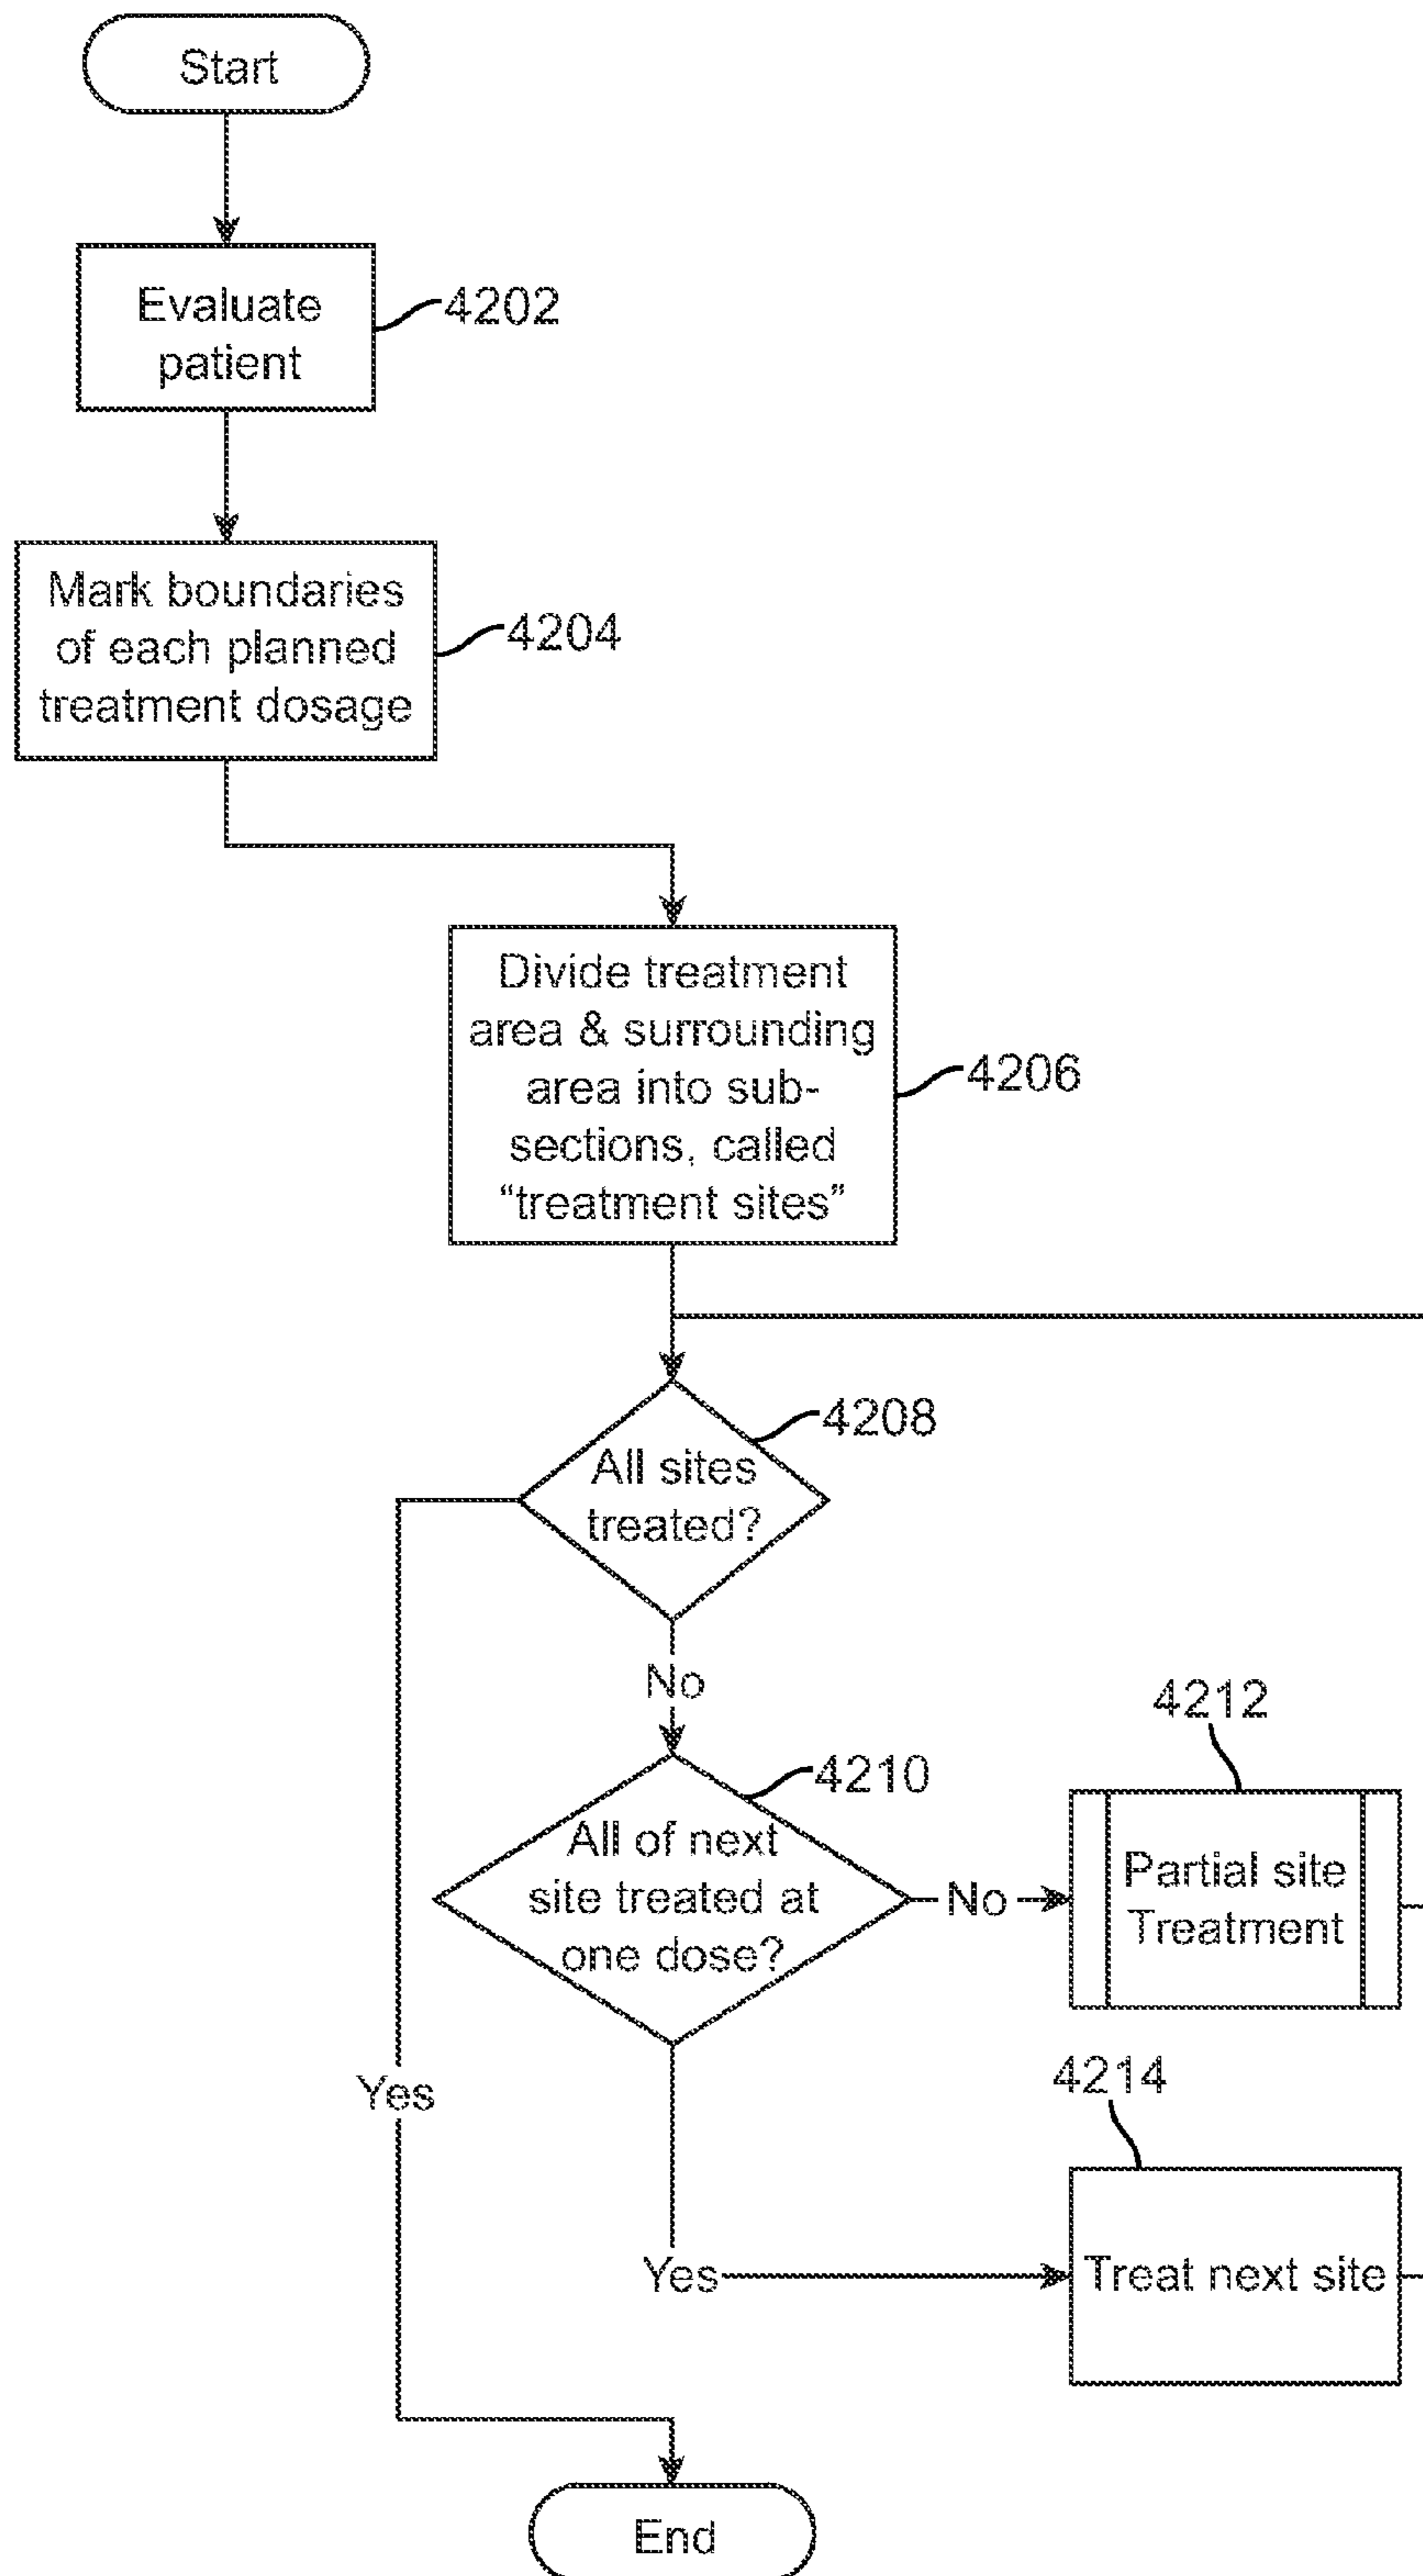 Start
Evaluate
patient
4202
Mark boundaries
of each planned
treatment dosage
4204
Divide treatment
area & surrounding
area into sub-
sections, called
“treatment sites”
4206
All sites
treated?
4208
No
Yes
All of next
site treated at
one dose?
4210
No
4212
Partial site
Treatment
Yes
4214
Treat next site
End